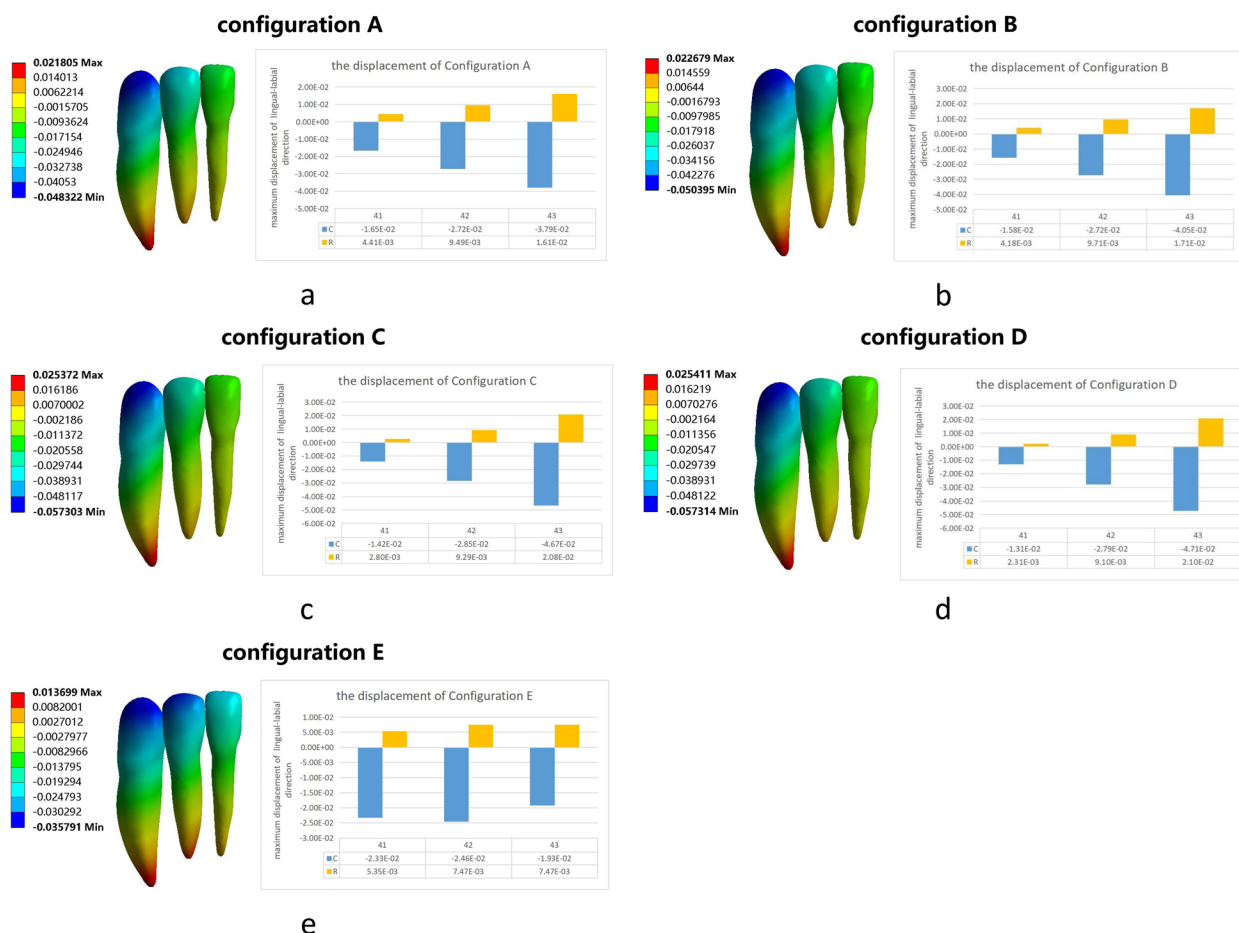 configuration A
0.021805 Max
0.014013
0.0062214
-0.0015705
-0.0093624
-0.017154
-0.024946
-0.032738
-0.04053
-0.048322 Min
the displacement of Configuration A
maximum displacement of lingual-labial
direction
2.00E-02
1.00E-02
0.00E+00
-1.00E-02
-2.00E-02
-3.00E-02
-4.00E-02
-5.00E-02
41 42 43
C -1.65E-02 -2.72E-02 -3.79E-02
R 4.41E-03 9.49E-03 1.61E-02
a
configuration B
0.022679 Max
0.014559
0.00644
-0.0016793
-0.0097985
-0.017918
-0.026037
-0.034156
-0.042276
-0.050395 Min
the displacement of Configuration B
maximum displacement of lingual-labial
direction
3.00E-02
2.00E-02
1.00E-02
0.00E+00
-1.00E-02
-2.00E-02
-3.00E-02
-4.00E-02
-5.00E-02
41 42 43
C -1.58E-02 -2.72E-02 -4.05E-02
R 4.18E-03 9.71E-03 1.71E-02
b
configuration C
0.025372 Max
0.016186
0.0070002
-0.002186
-0.011372
-0.020558
-0.029744
-0.038931
-0.048117
-0.057303 Min
the displacement of Configuration C
maximum displacement of lingual-labial
direction
3.00E-02
2.00E-02
1.00E-02
0.00E+00
-1.00E-02
-2.00E-02
-3.00E-02
-4.00E-02
-5.00E-02
-6.00E-02
41 42 43
C -1.42E-02 -2.85E-02 -4.67E-02
R 2.80E-03 9.29E-03 2.08E-02
c
configuration D
0.025411 Max
0.016219
0.0070276
-0.002164
-0.011356
-0.020547
-0.029739
-0.038931
-0.048122
-0.057314 Min
the displacement of Configuration D
maximum displacement of lingual-labial
direction
3.00E-02
2.00E-02
1.00E-02
0.00E+00
-1.00E-02
-2.00E-02
-3.00E-02
-4.00E-02
-5.00E-02
-6.00E-02
41 42 43
C -1.31E-02 -2.79E-02 -4.71E-02
R 2.31E-03 9.10E-03 2.10E-02
d
configuration E
0.013699 Max
0.0082001
0.0027012
-0.0027977
-0.0082966
-0.013795
-0.019294
-0.024793
-0.030292
-0.035791 Min
the displacement of Configuration E
maximum displacement of lingual-labial
direction
1.00E-02
5.00E-03
0.00E+00
-5.00E-03
-1.00E-02
-1.50E-02
-2.00E-02
-2.50E-02
-3.00E-02
41 42 43
C -2.33E-02 -2.46E-02 -1.93E-02
R 5.35E-03 7.47E-03 7.47E-03
e